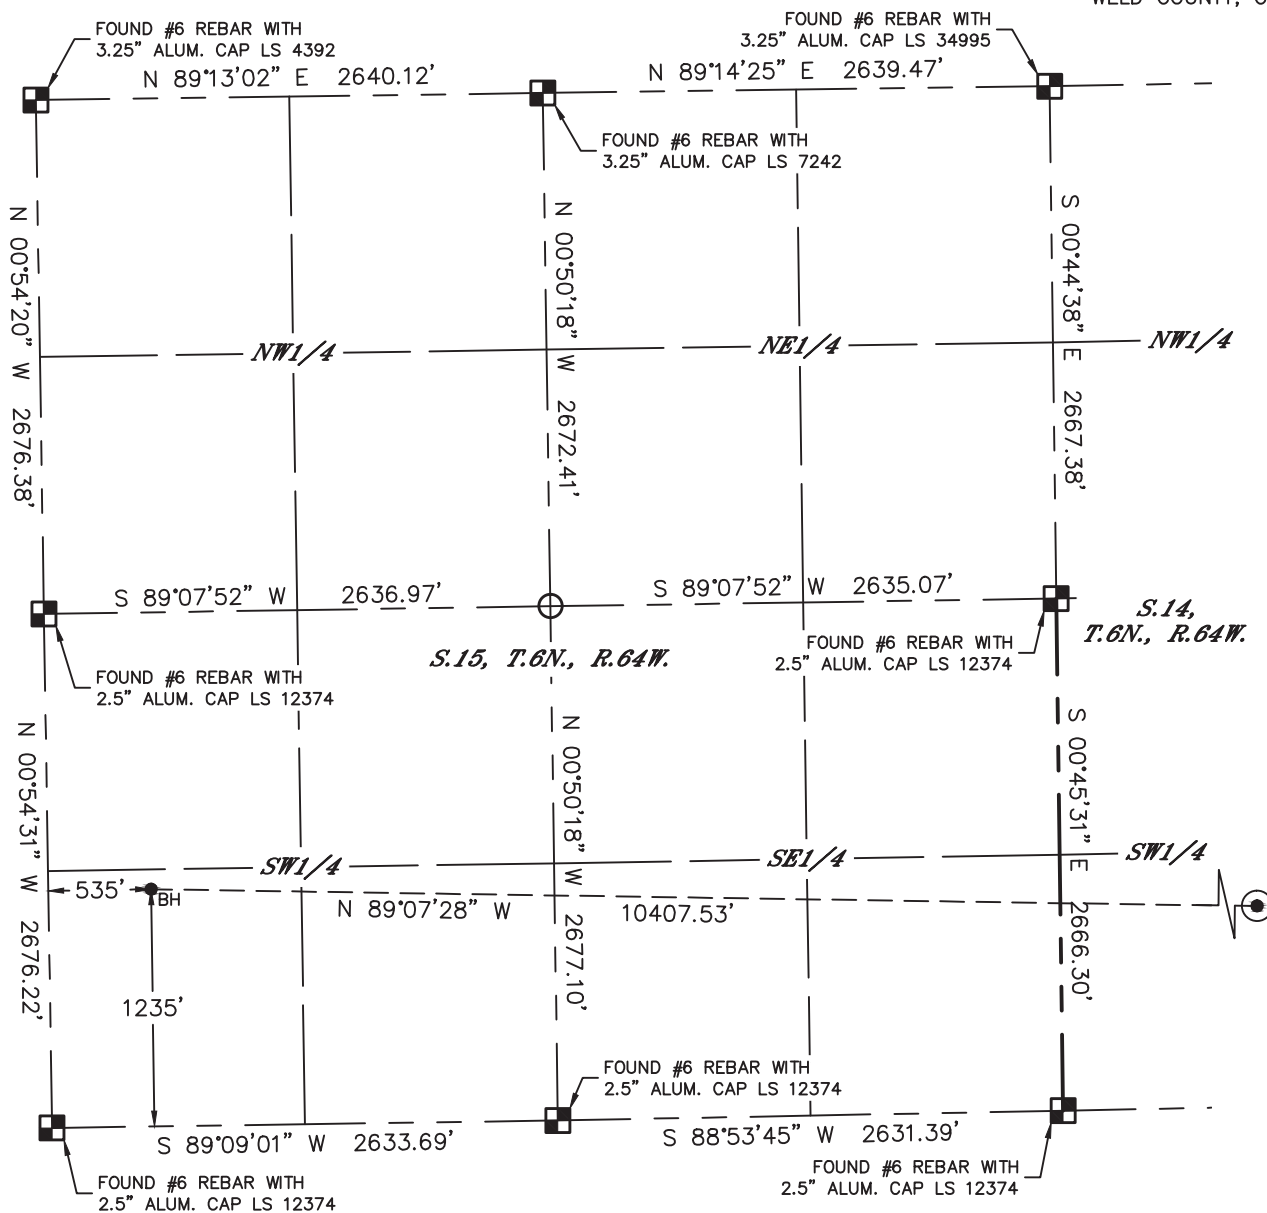 FOUND #6 REBAR WITH
3.25" ALUM. CAP LS 4392
N 89°13'02" E 2640.12'
FOUND #6 REBAR WITH
3.25" ALUM. CAP LS 34995
N 89°14'25" E 2639.47'
FOUND #6 REBAR WITH
3.25" ALUM. CAP LS 7242
N 00°54'20" W 2676.38'
N 00°50'18" W 2672.41'
S 00°44'38" E 2667.38'
NW1/4
NE1/4
NW1/4
S 89°07'52" W 2636.97'
S 89°07'52" W 2635.07'
S.14,
T.6N., R.64W.
S.15, T.6N., R.64W.
FOUND #6 REBAR WITH
2.5" ALUM. CAP LS 12374
FOUND #6 REBAR WITH
2.5" ALUM. CAP LS 12374
N 00°54'31" W 2676.22'
N 00°50'18" W 2677.10'
S 00°45'31" E 2666.30'
SW1/4
SE1/4
SW1/4
535'
BH
N 89°07'28" W 10407.53'
1235'
FOUND #6 REBAR WITH
2.5" ALUM. CAP LS 12374
S 89°09'01" W 2633.69'
S 88°53'45" W 2631.39'
FOUND #6 REBAR WITH
2.5" ALUM. CAP LS 12374
FOUND #6 REBAR WITH
2.5" ALUM. CAP LS 12374